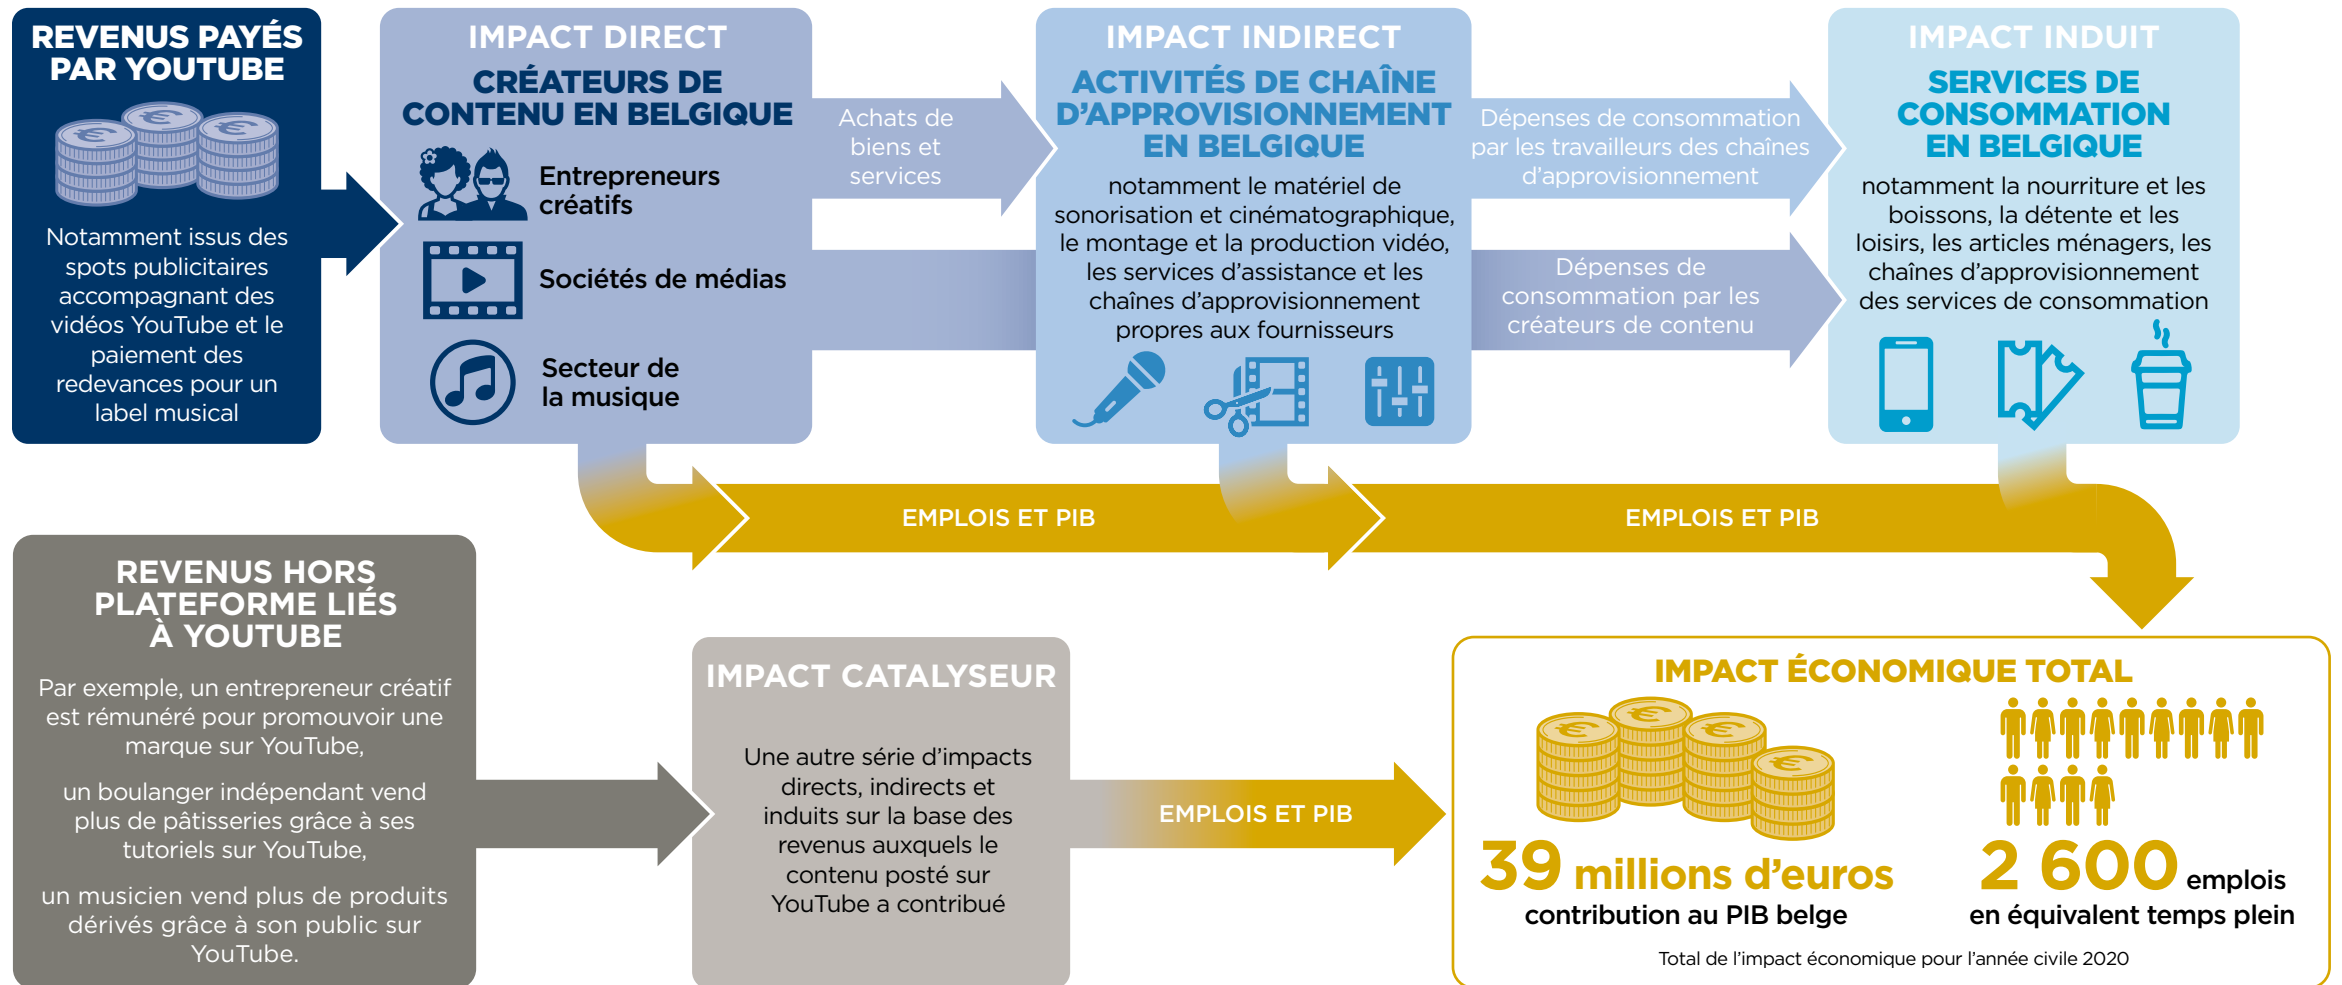 REVENUS PAYÉS
PAR YOUTUBE
Notamment issus des
spots publicitaires
accompagnant des
vidéos YouTube et le
paiement des
redevances pour un
label musical
IMPACT DIRECT
CRÉATEURS DE
CONTENU EN BELGIQUE
Entrepreneurs
créatifs
Sociétés de médias
Secteur de
la musique
Achats de
biens et
services
IMPACT INDIRECT
ACTIVITÉS DE CHAÎNE
D’APPROVISIONNEMENT
EN BELGIQUE
notamment le matériel de
sonorisation et cinématographique,
le montage et la production vidéo,
les services d’assistance et les
chaînes d’approvisionnement
propres aux fournisseurs
Dépenses de consommation
par les travailleurs des chaînes
d’approvisionnement
Dépenses de
consommation par les
créateurs de contenu
IMPACT INDUIT
SERVICES DE
CONSOMMATION
EN BELGIQUE
notamment la nourriture et les
boissons, la détente et les
loisirs, les articles ménagers, les
chaînes d’approvisionnement
des services de consommation
EMPLOIS ET PIB
EMPLOIS ET PIB
REVENUS HORS
PLATEFORME LIÉS
À YOUTUBE
Par exemple, un entrepreneur créatif
est rémunéré pour promouvoir une
marque sur YouTube,
un boulanger indépendant vend
plus de pâtisseries grâce à ses
tutoriels sur YouTube,
un musicien vend plus de produits
dérivés grâce à son public sur
YouTube.
IMPACT CATALYSEUR
Une autre série d’impacts
directs, indirects et
induits sur la base des
revenus auxquels le
contenu posté sur
YouTube a contribué
EMPLOIS ET PIB
IMPACT ÉCONOMIQUE TOTAL
39 millions d’euros
contribution au PIB belge
2 600 emplois
en équivalent temps plein
Total de l’impact économique pour l’année civile 2020